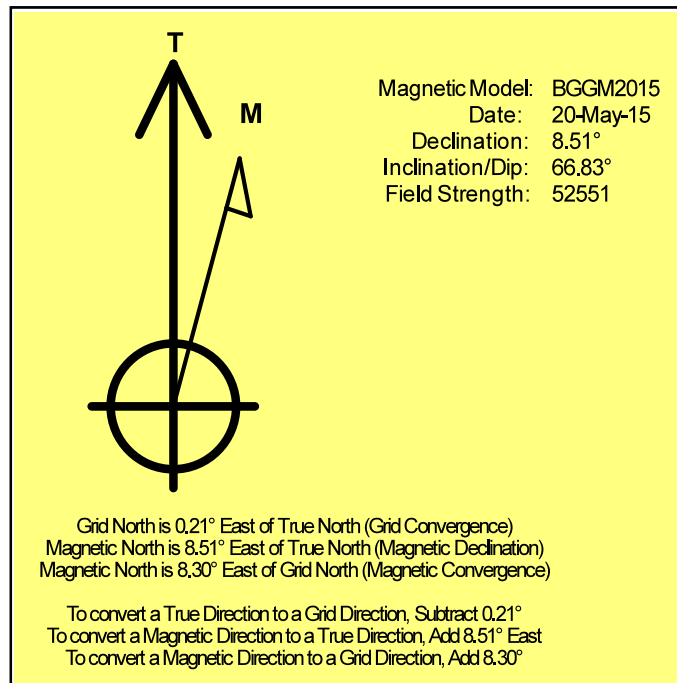 T
M
Magnetic Model: BGGM2015
Date: 20-May-15
Declination: 8.51°
Inclination/Dip: 66.83°
Field Strength: 52551
Grid North is 0.21° East of True North (Grid Convergence)
Magnetic North is 8.51° East of True North (Magnetic Declination)
Magnetic North is 8.30° East of Grid North (Magnetic Convergence)
To convert a True Direction to a Grid Direction, Subtract 0.21°
To convert a Magnetic Direction to a True Direction, Add 8.51° East
To convert a Magnetic Direction to a Grid Direction, Add 8.30°